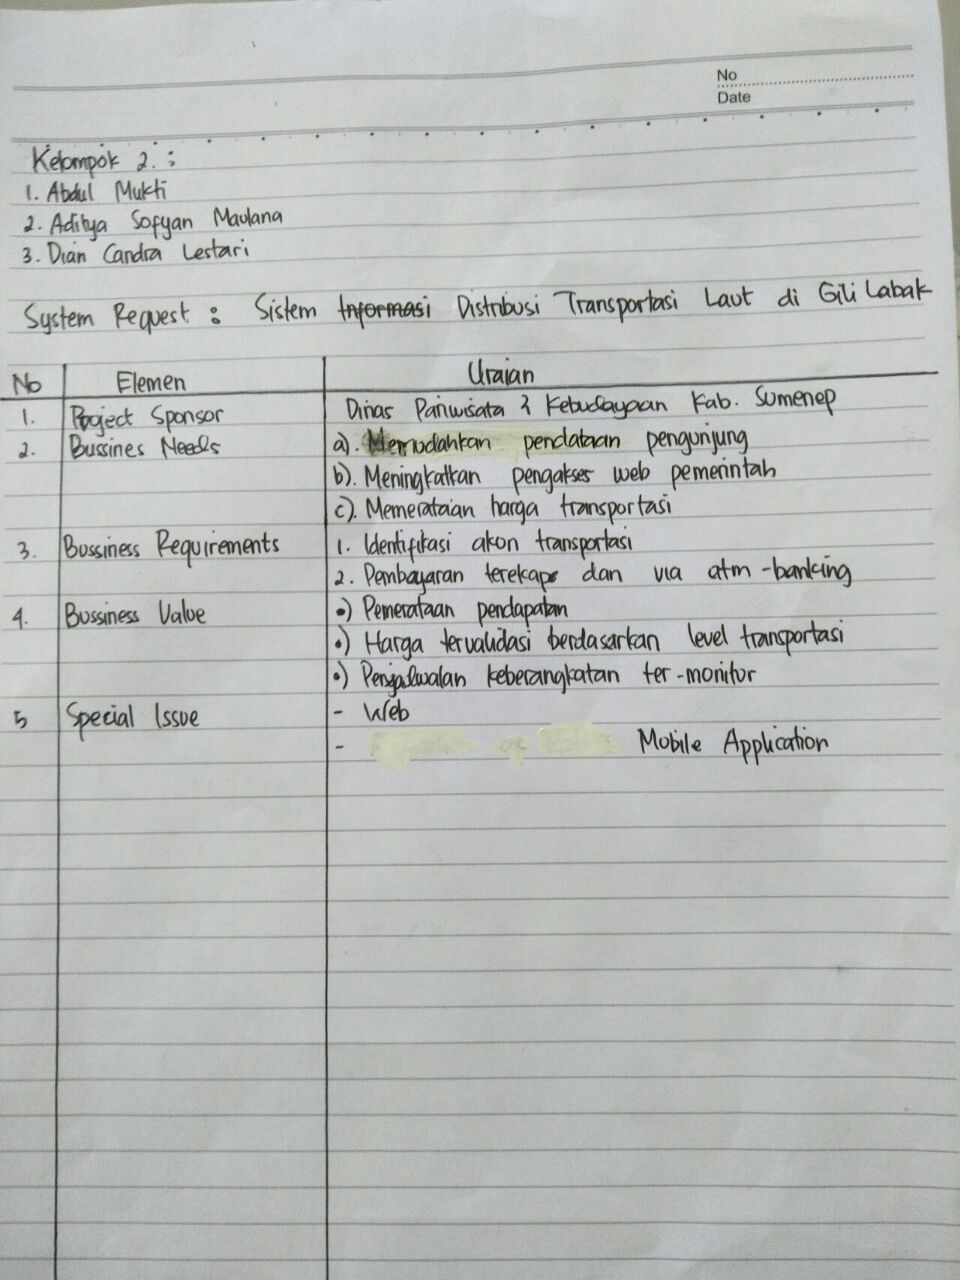 No
Date
Kelompok 2. :
1. Abdul Mukti
2. Aditya Sofyan Maulana
3. Dian Candra Lestari
System Request : Sistem Informasi Distribusi Transportasi Laut di Gili Labak
No Elemen Uraian
1. Project Sponsor Dinas Pariwisata & Kebudayaan Kab. Sumenep
2. Bussines Needs a). Memudahkan pendataan pengunjung
b). Meningkatkan pengakses web pemerintah
c). Memerataian harga transportasi
3. Bussiness Requirements 1. Identifikasi akon transportasi
2. Pembayaran terekap dan via atm-banking
4. Bussiness Value •) Pemerataan pendapatan
•) Harga tervalidasi berdasarkan level transportasi
•) Penjadwalan keberangkatan ter-monitor
5 Special Issue - Web
- Mobile Application